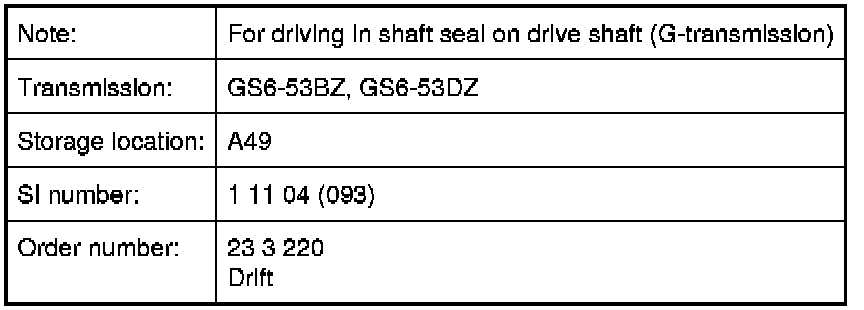 Note: For driving in shaft seal on drive shaft (G-transmission)
Transmission: GS6-53BZ, GS6-53DZ
Storage location: A49
SI number: 1 11 04 (093)
Order number: 23 3 220
Drift